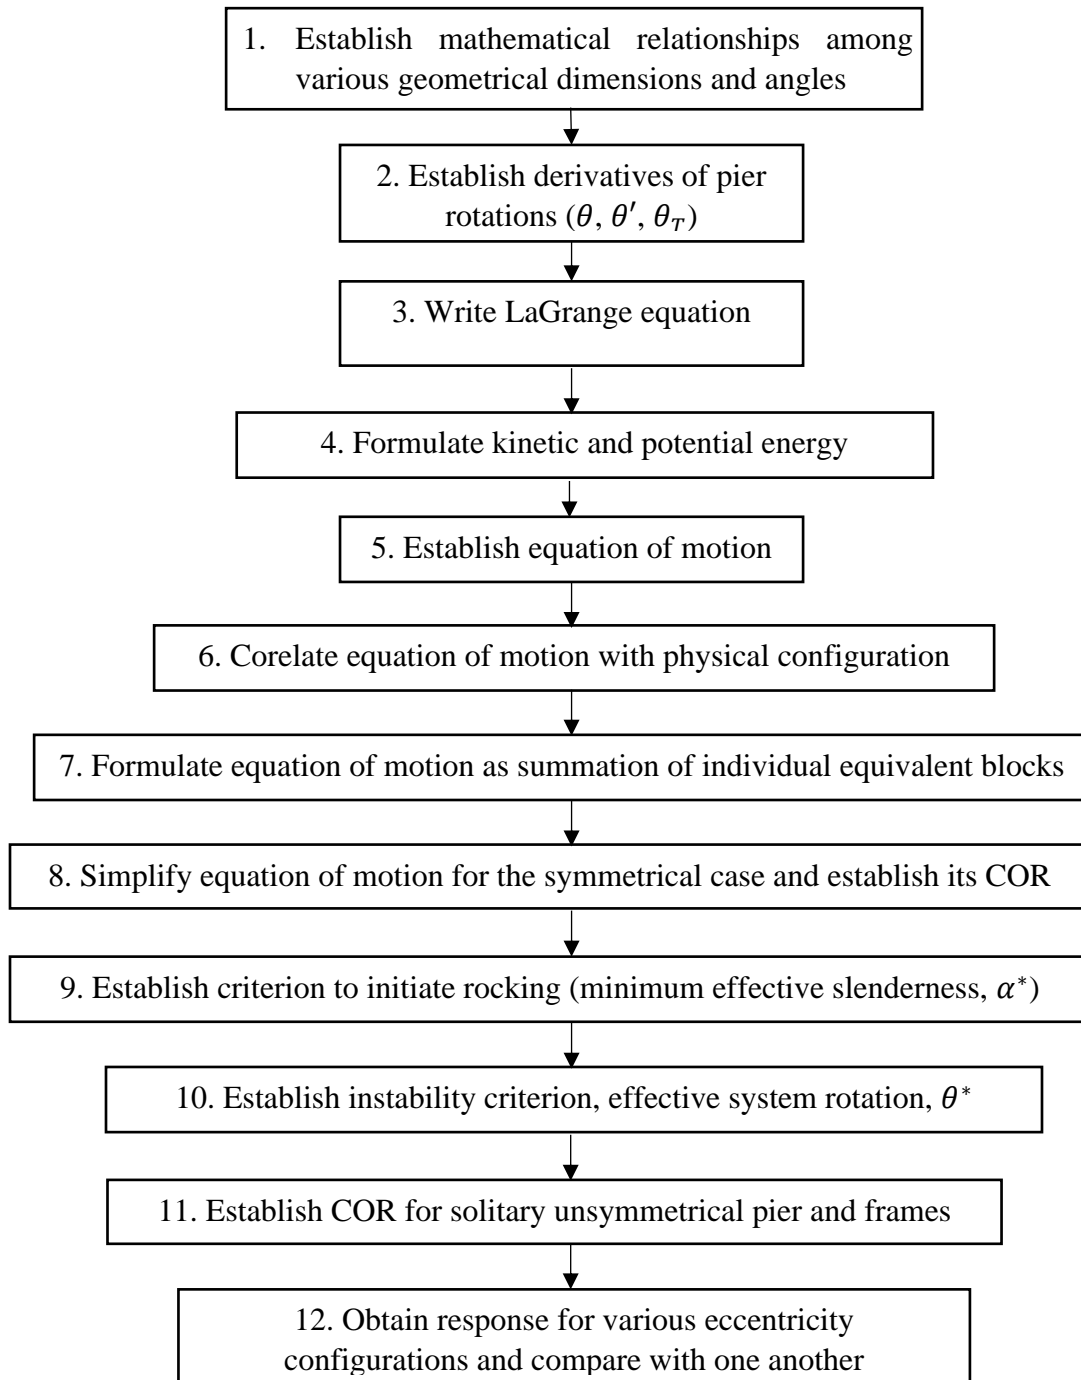 1. Establish mathematical relationships among
various geometrical dimensions and angles
2. Establish derivatives of pier
rotations (θ, θ′, θ_T)
3. Write LaGrange equation
4. Formulate kinetic and potential energy
5. Establish equation of motion
6. Corelate equation of motion with physical configuration
7. Formulate equation of motion as summation of individual equivalent blocks
8. Simplify equation of motion for the symmetrical case and establish its COR
9. Establish criterion to initiate rocking (minimum effective slenderness, α*)
10. Establish instability criterion, effective system rotation, θ*
11. Establish COR for solitary unsymmetrical pier and frames
12. Obtain response for various eccentricity
configurations and compare with one another